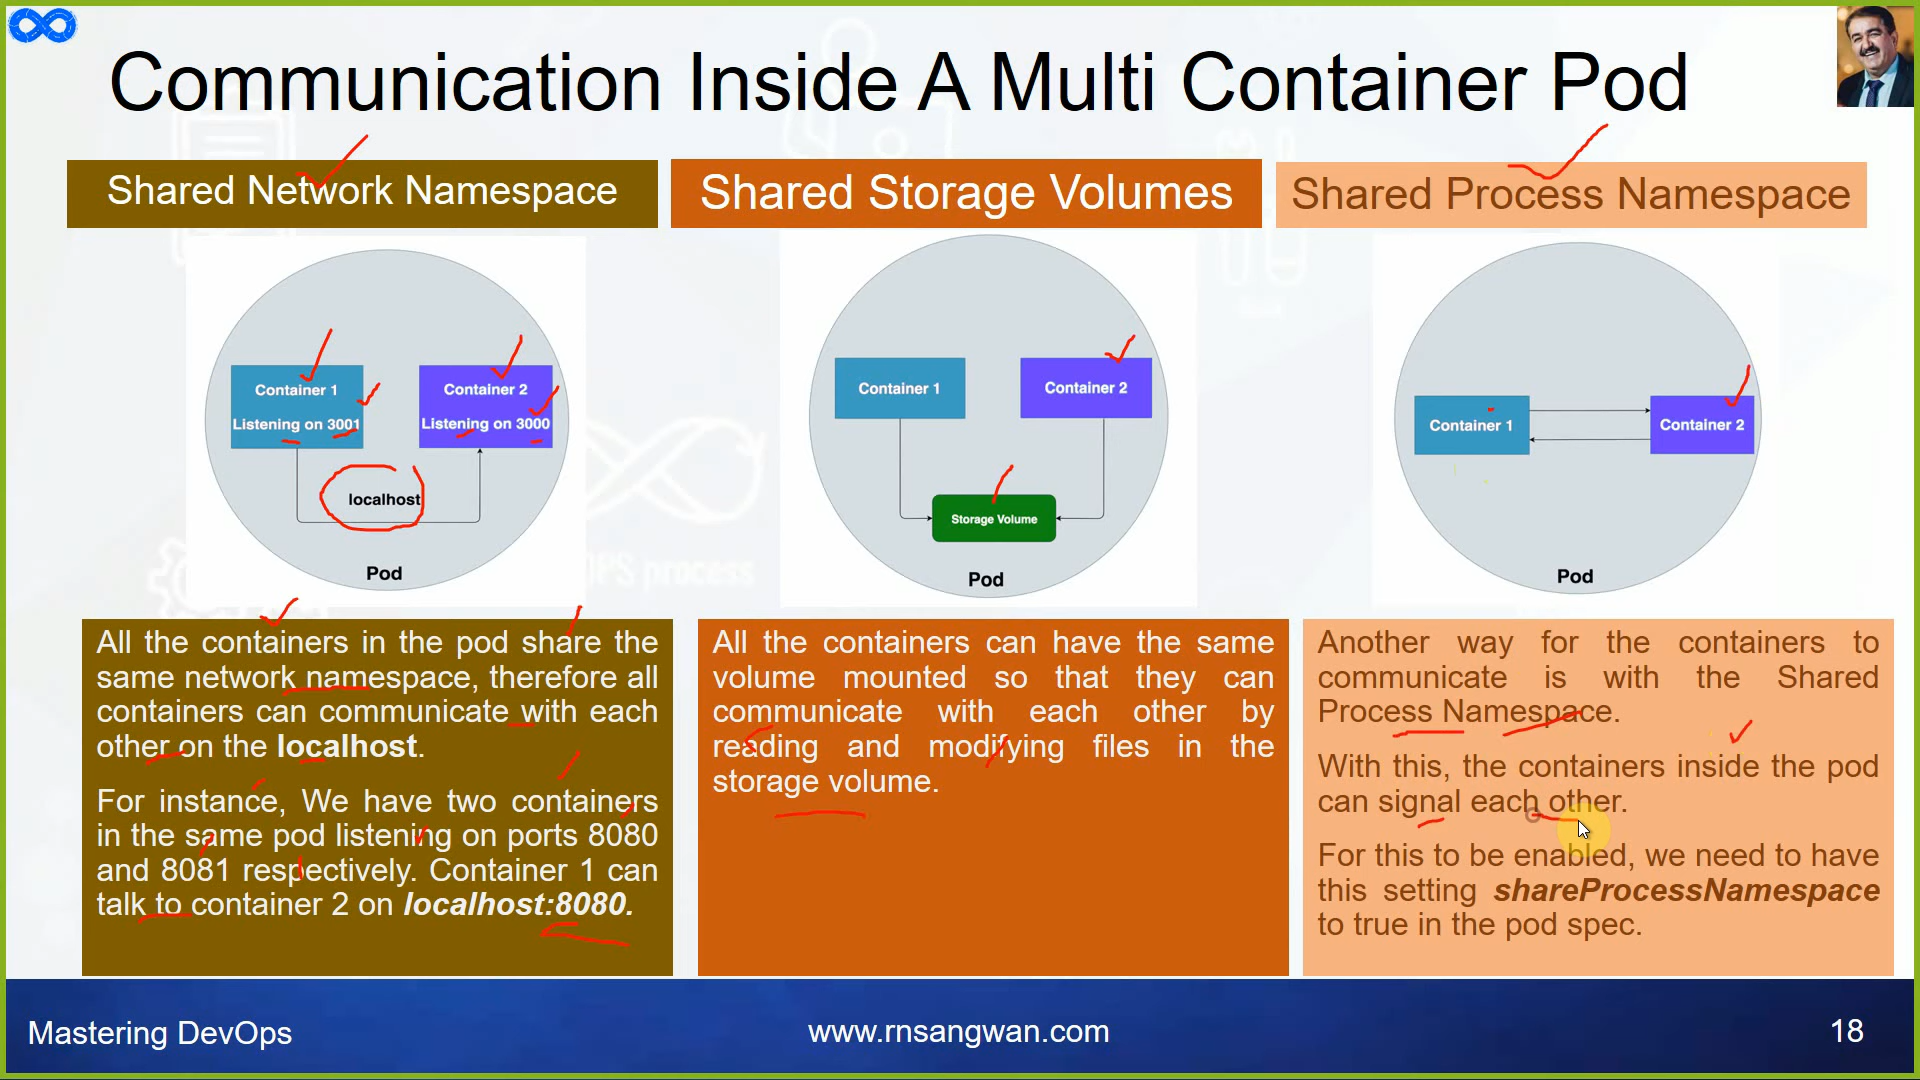 Communication Inside A Multi Container Pod
Shared Network Namespace
Container 1
Listening on 3001
Container 2
Listening on 3000
localhost
Pod
All the containers in the pod share the
same network namespace, therefore all
containers can communicate with each
other on the localhost.
For instance, We have two containers
in the same pod listening on ports 8080
and 8081 respectively. Container 1 can
talk to container 2 on localhost:8080.
Shared Storage Volumes
Container 1
Container 2
Storage Volume
Pod
All the containers can have the same
volume mounted so that they can
communicate with each other by
reading and modifying files in the
storage volume.
Shared Process Namespace
Container 1
Container 2
Pod
Another way for the containers to
communicate is with the Shared
Process Namespace.
With this, the containers inside the pod
can signal each other.
For this to be enabled, we need to have
this setting shareProcessNamespace
to true in the pod spec.
OPS process
Mastering DevOps
www.rnsangwan.com
18